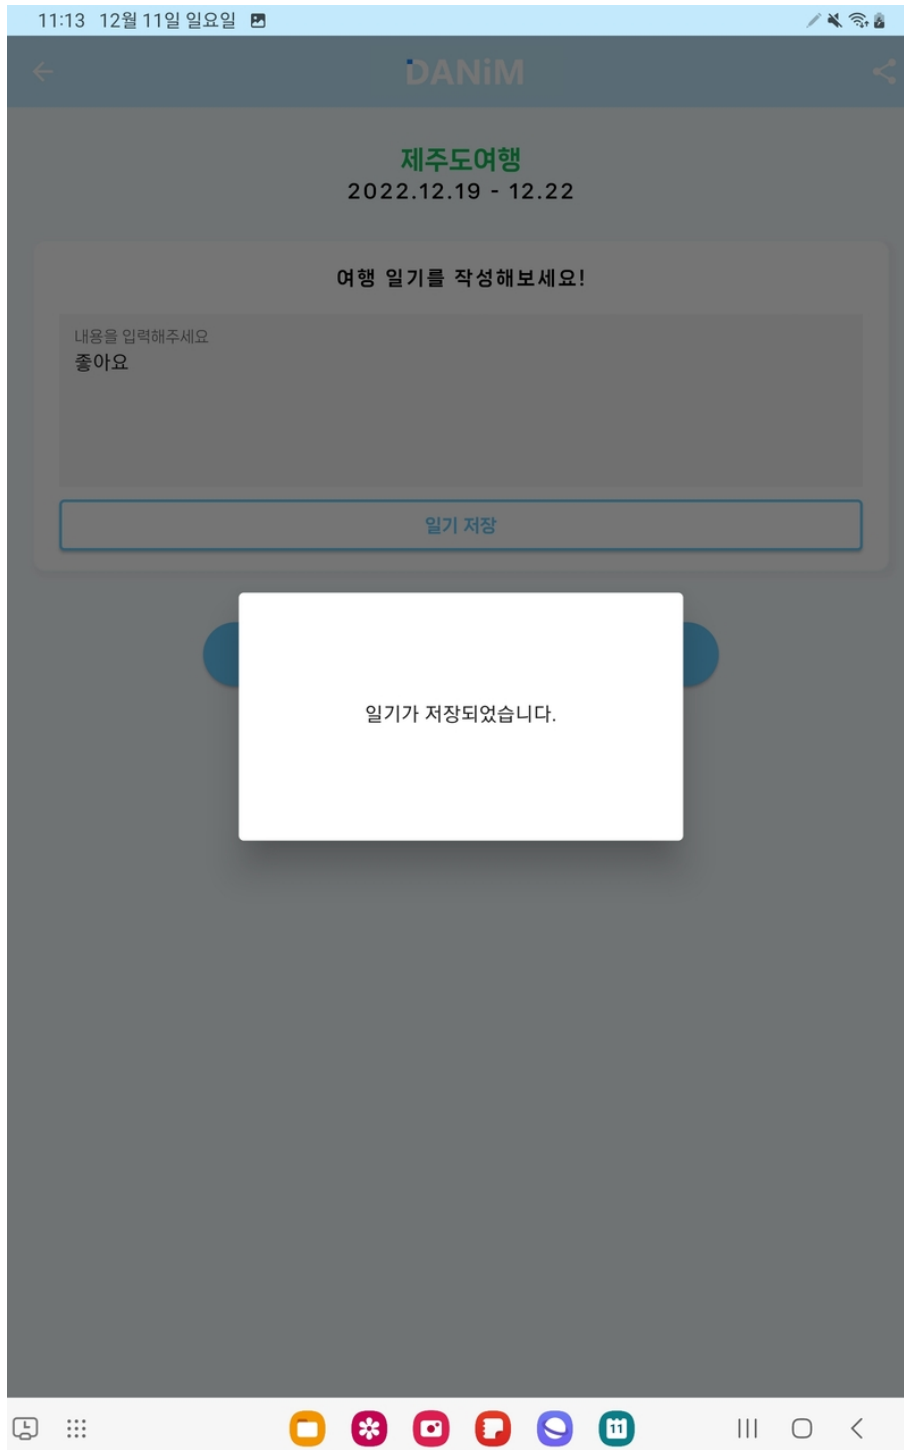 11:13 12월 11일 일요일
DANiM
제주도여행
2022.12.19 - 12.22
여행 일기를 작성해보세요!
내용을 입력해주세요
좋아요
일기 저장
일기가 저장되었습니다.
11